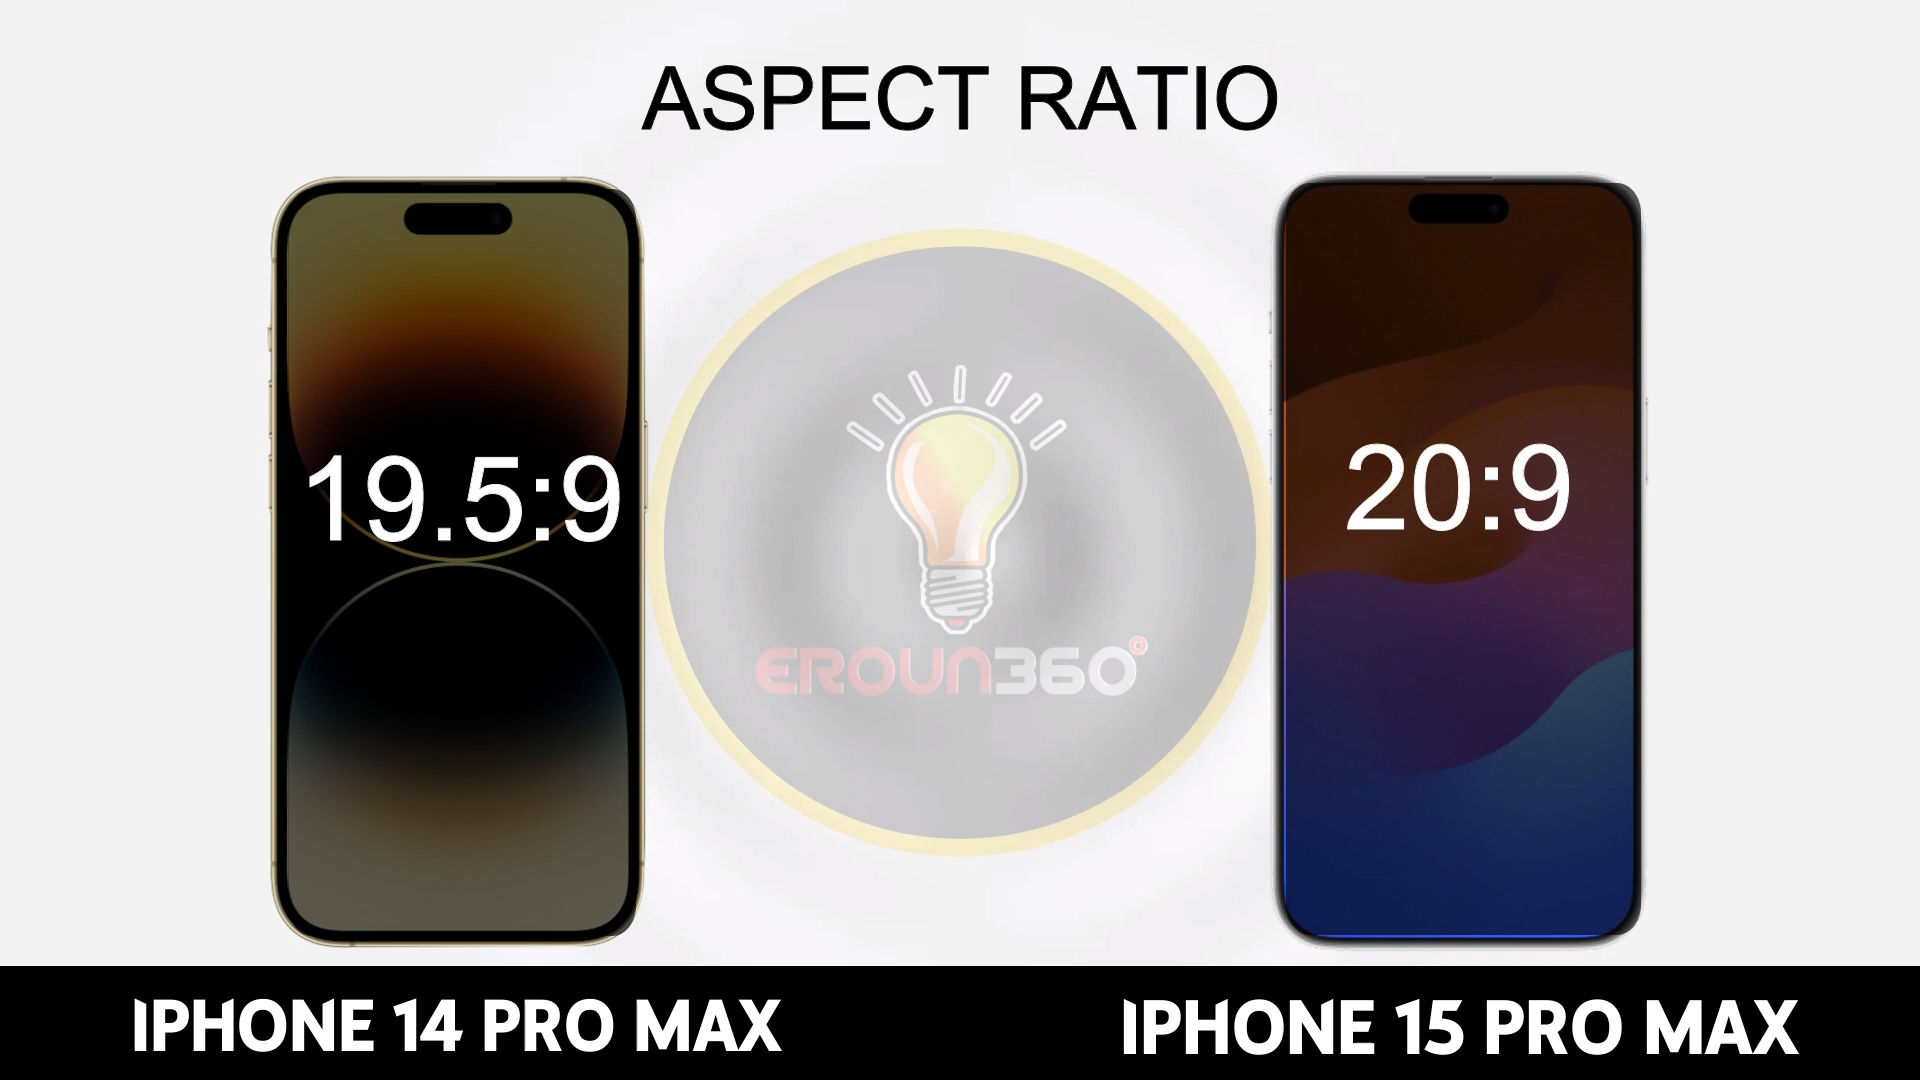 ASPECT RATIO
19.5:9
20:9
EROUN360°
IPHONE 14 PRO MAX
IPHONE 15 PRO MAX